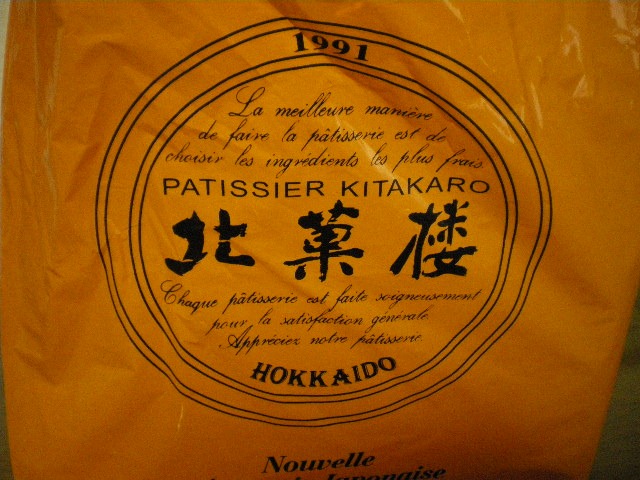 1991
La meilleure manière
de faire la pâtisserie est de
choisir les ingrédients les plus frais.
PATISSIER KITAKARO
北菓楼
Chaque pâtisserie est faite soigneusement
pour la satisfaction générale.
Appréciez notre pâtisserie.
HOKKAIDO
Nouvelle
Japonaise